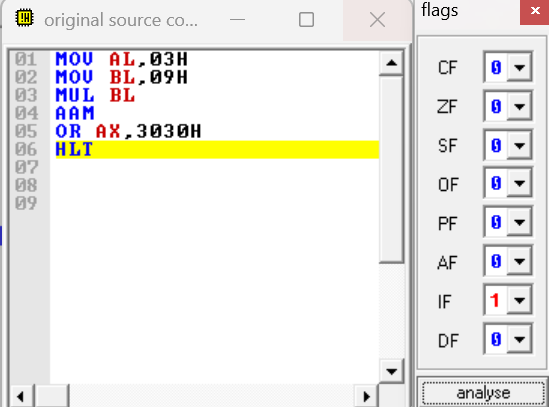 original source co...
01 MOV AL,03H
02 MOV BL,09H
03 MUL BL
04 AAM
05 OR AX,3030H
06 HLT
07
08
09
flags
CF 0
ZF 0
SF 0
OF 0
PF 0
AF 0
IF 1
DF 0
analyse